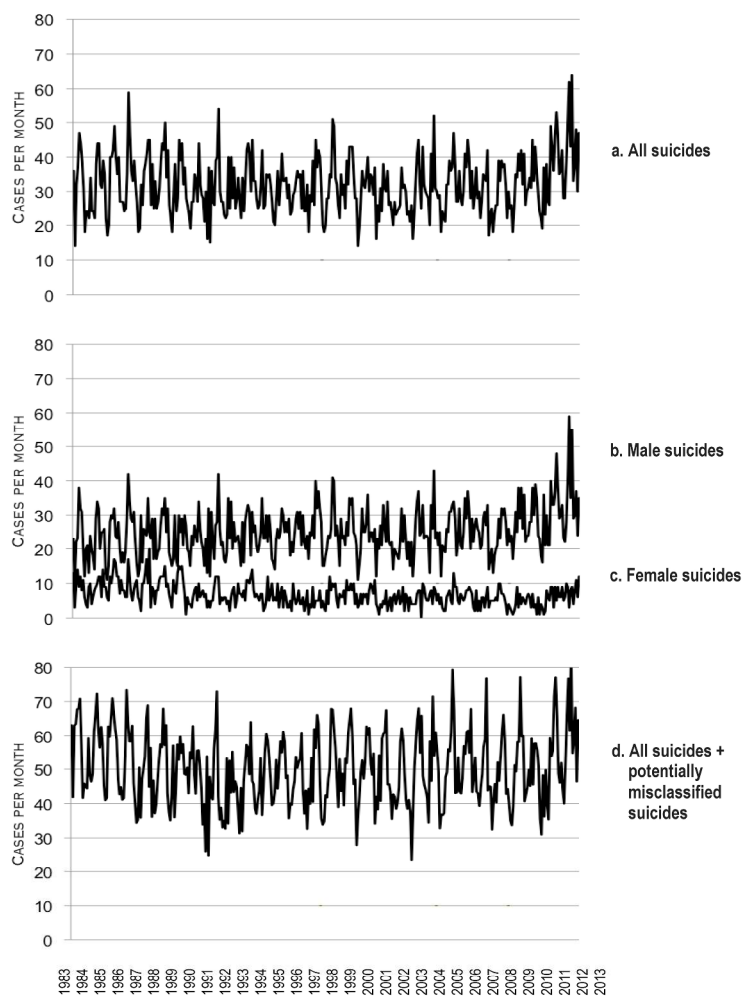 80
70
60
50
40
30
20
10
0
CASES PER MONTH
a. All suicides
80
70
60
50
40
30
20
10
0
CASES PER MONTH
b. Male suicides
c. Female suicides
80
70
60
50
40
30
20
10
0
CASES PER MONTH
d. All suicides +
potentially
misclassified
suicides
1983 1984 1985 1986 1987 1988 1989 1990 1991 1992 1993 1994 1995 1996 1997 1998 1999 2000 2001 2002 2003 2004 2005 2006 2007 2008 2009 2010 2011 2012 2013